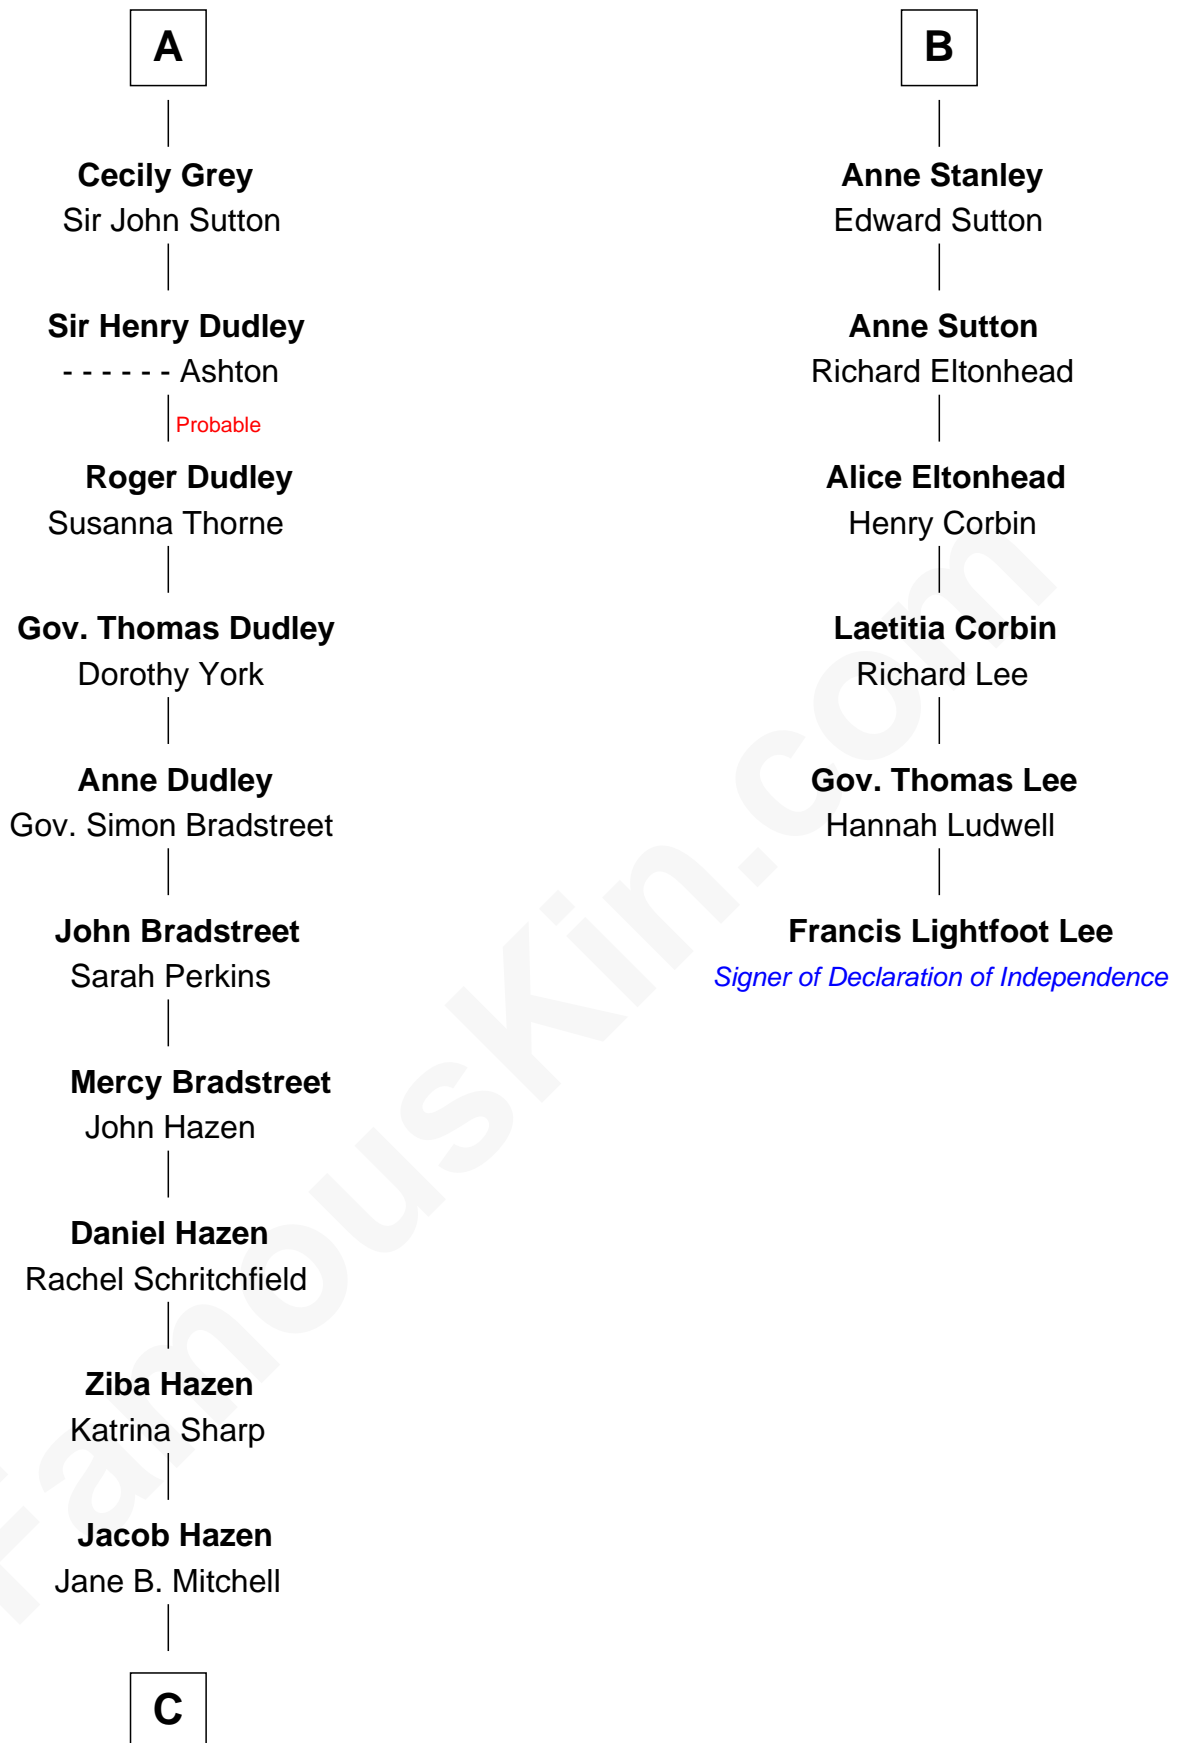 A
Cecily Grey
Sir John Sutton
Sir Henry Dudley
- - - - - - Ashton
Probable
Roger Dudley
Susanna Thorne
Gov. Thomas Dudley
Dorothy York
Anne Dudley
Gov. Simon Bradstreet
John Bradstreet
Sarah Perkins
Mercy Bradstreet
John Hazen
Daniel Hazen
Rachel Schritchfield
Ziba Hazen
Katrina Sharp
Jacob Hazen
Jane B. Mitchell
C
B
Anne Stanley
Edward Sutton
Anne Sutton
Richard Eltonhead
Alice Eltonhead
Henry Corbin
Laetitia Corbin
Richard Lee
Gov. Thomas Lee
Hannah Ludwell
Francis Lightfoot Lee
Signer of Declaration of Independence
FamousKin.com